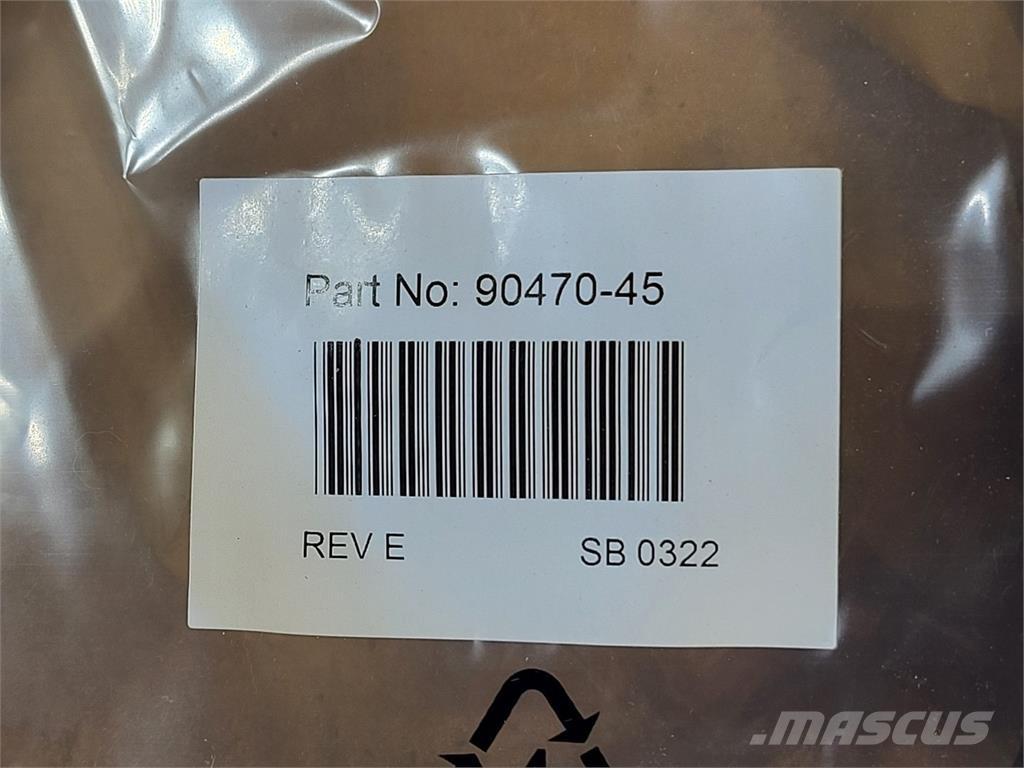 Part No: 90470-45
REV E SB 0322
MASCUS